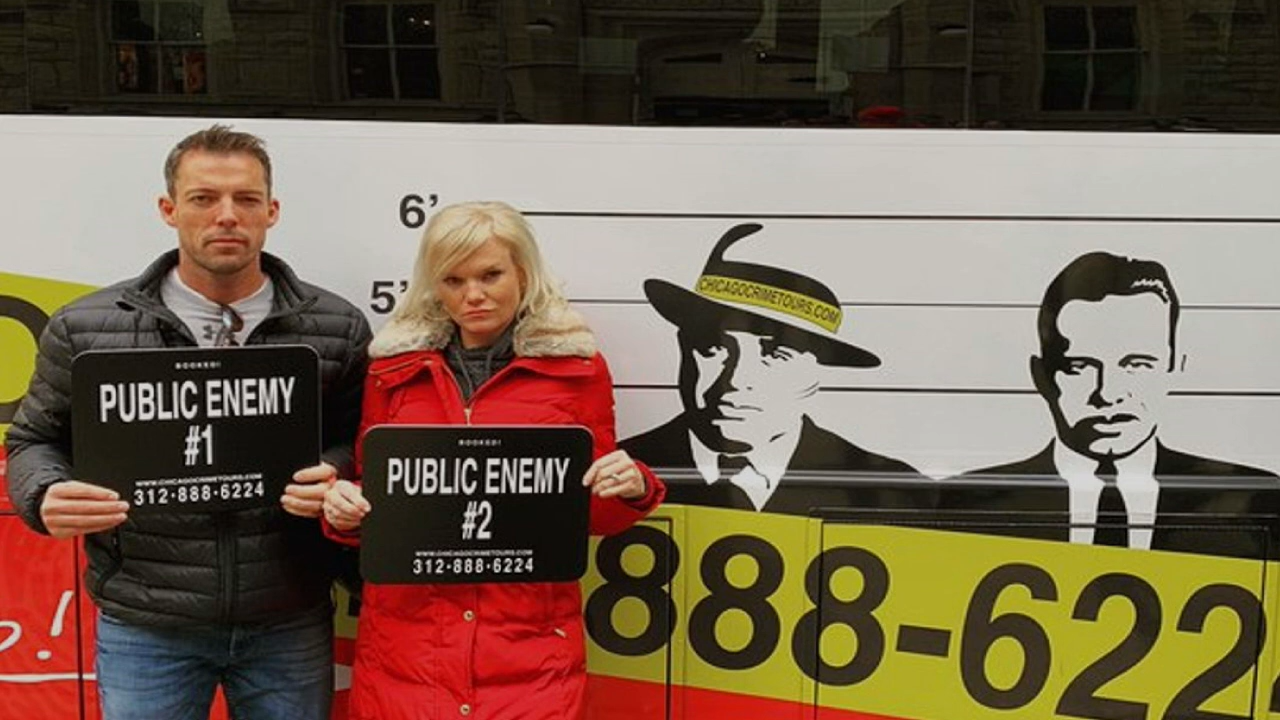 6'
5'
CHICAGOCRIMETOURS.COM
BOOKED!
PUBLIC ENEMY
#1
WWW.CHICAGOCRIMETOURS.COM
312·888·6224
BOOKED!
PUBLIC ENEMY
#2
WWW.CHICAGOCRIMETOURS.COM
312·888·6224
888-622
!